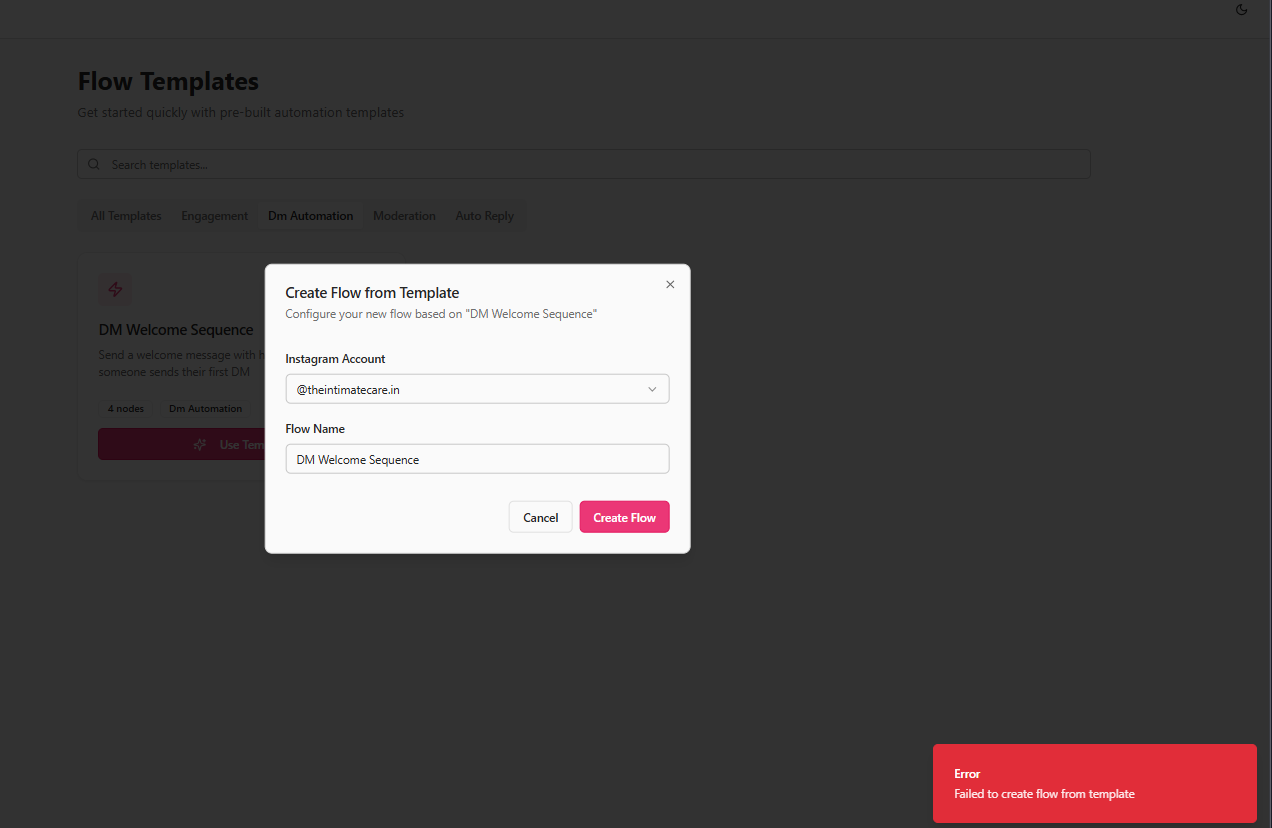 Flow Templates
Get started quickly with pre-built automation templates
Search templates...
All Templates Engagement Dm Automation Moderation Auto Reply
DM Welcome Sequence
Send a welcome message with h
someone sends their first DM
4 nodes Dm Automation
Use Tem
Create Flow from Template
Configure your new flow based on "DM Welcome Sequence"
Instagram Account
@theintimatecare.in
Flow Name
DM Welcome Sequence
Cancel Create Flow
Error
Failed to create flow from template